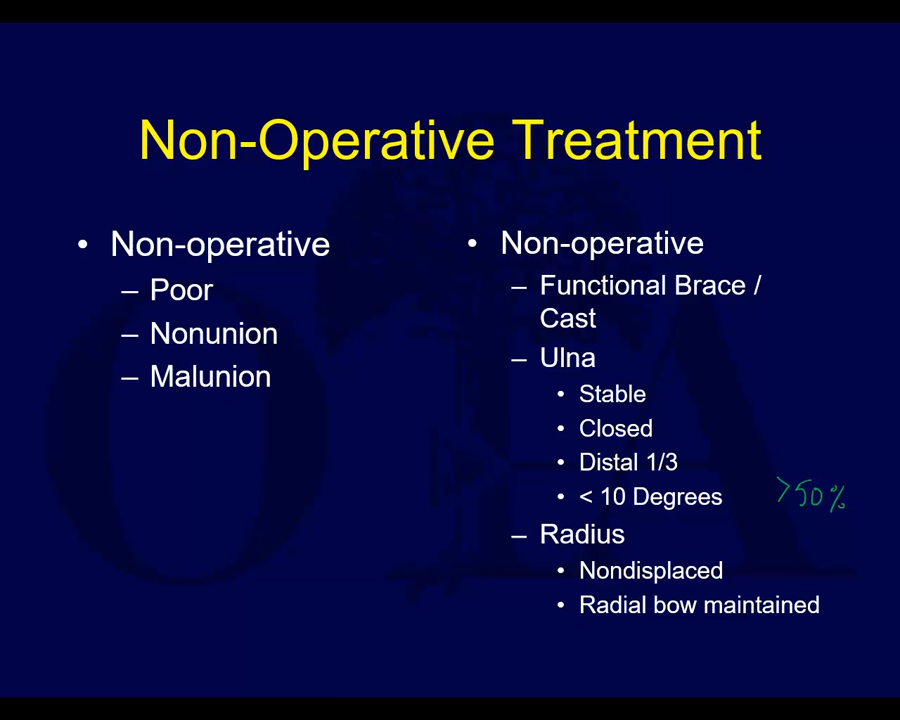 Non-Operative Treatment
• Non-operative
– Poor
– Nonunion
– Malunion
• Non-operative
– Functional Brace /
Cast
– Ulna
• Stable
• Closed
• Distal 1/3
• < 10 Degrees >50%
– Radius
• Nondisplaced
• Radial bow maintained
OTA